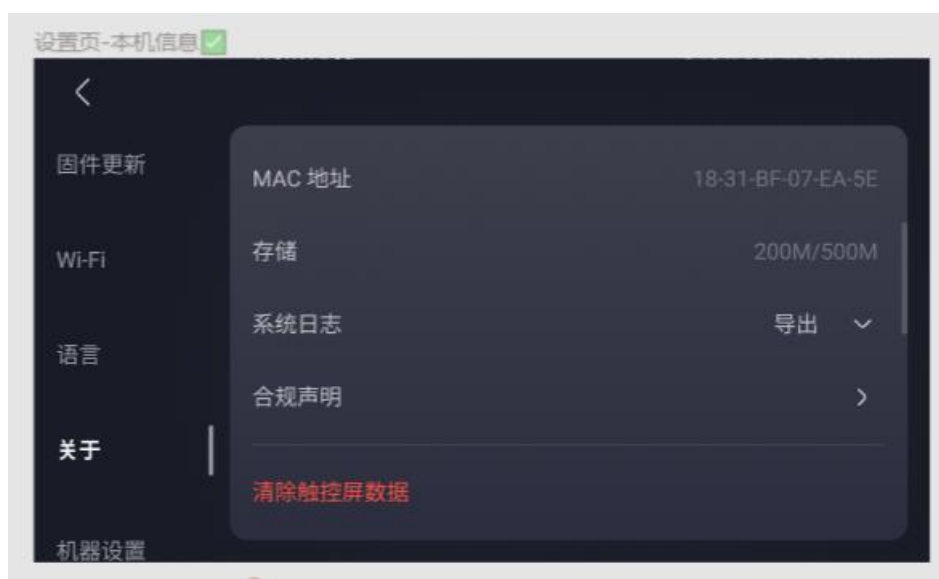 设置页-本机信息✅
固件更新
MAC 地址 18-31-BF-07-EA-5E
Wi-Fi
存储 200M/500M
系统日志 导出
语言
合规声明
关于
清除触控屏数据
机器设置